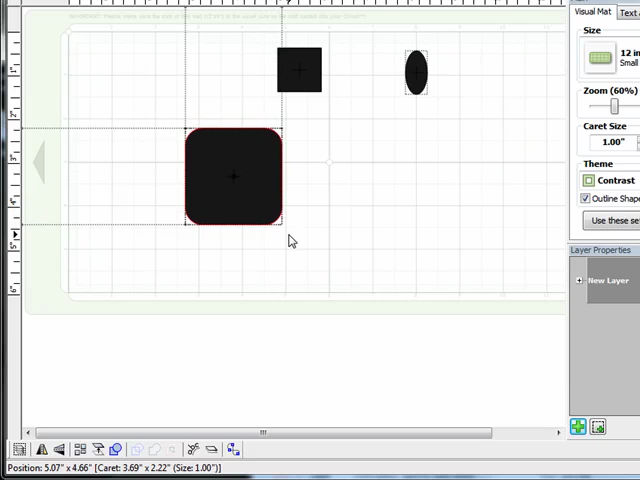 Visual Mat
Text a
Size
12 in
Small
Zoom (60%)
Caret Size
1.00"
Theme
Contrast
Outline Shape
Use these set
Layer Properties
New Layer
Position: 5.07" x 4.66" [Caret: 3.69" x 2.22" (Size: 1.00")]